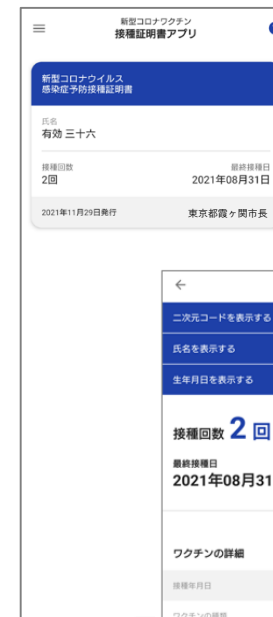 新型コロナワクチン
接種証明書アプリ
新型コロナウイルス
感染症予防接種証明書
氏名
有効 三十六
接種回数
最終接種日
2回
2021年08月31日
2021年11月29日発行
東京都霞ヶ関市長
二次元コードを表示する
氏名を表示する
生年月日を表示する
接種回数 2 回
最終接種日
2021年08月31
ワクチンの詳細
接種年月日
ワクチンの種類